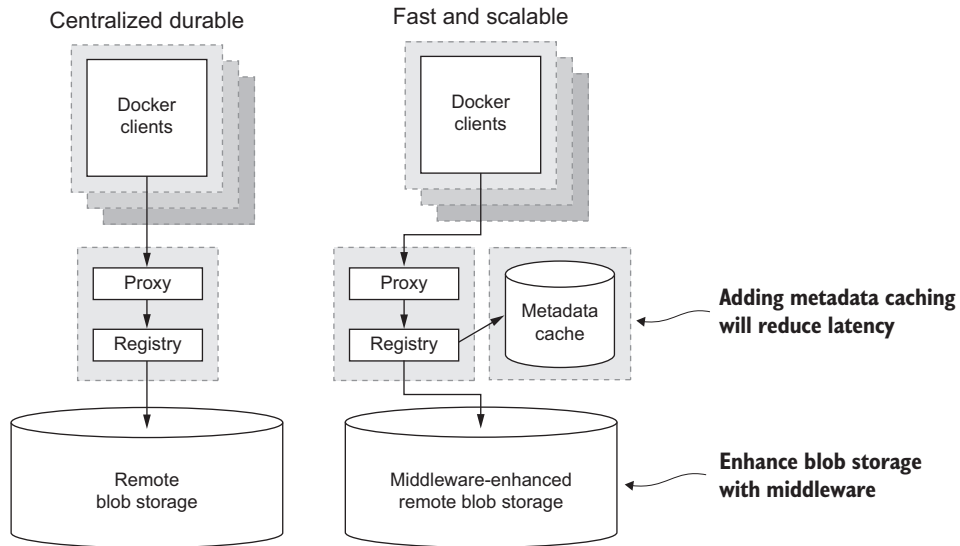 Centralized durable
Docker
clients
Proxy
Registry
Remote
blob storage
Fast and scalable
Docker
clients
Proxy
Registry
Metadata
cache
Middleware-enhanced
remote blob storage
Adding metadata caching
will reduce latency
Enhance blob storage
with middleware